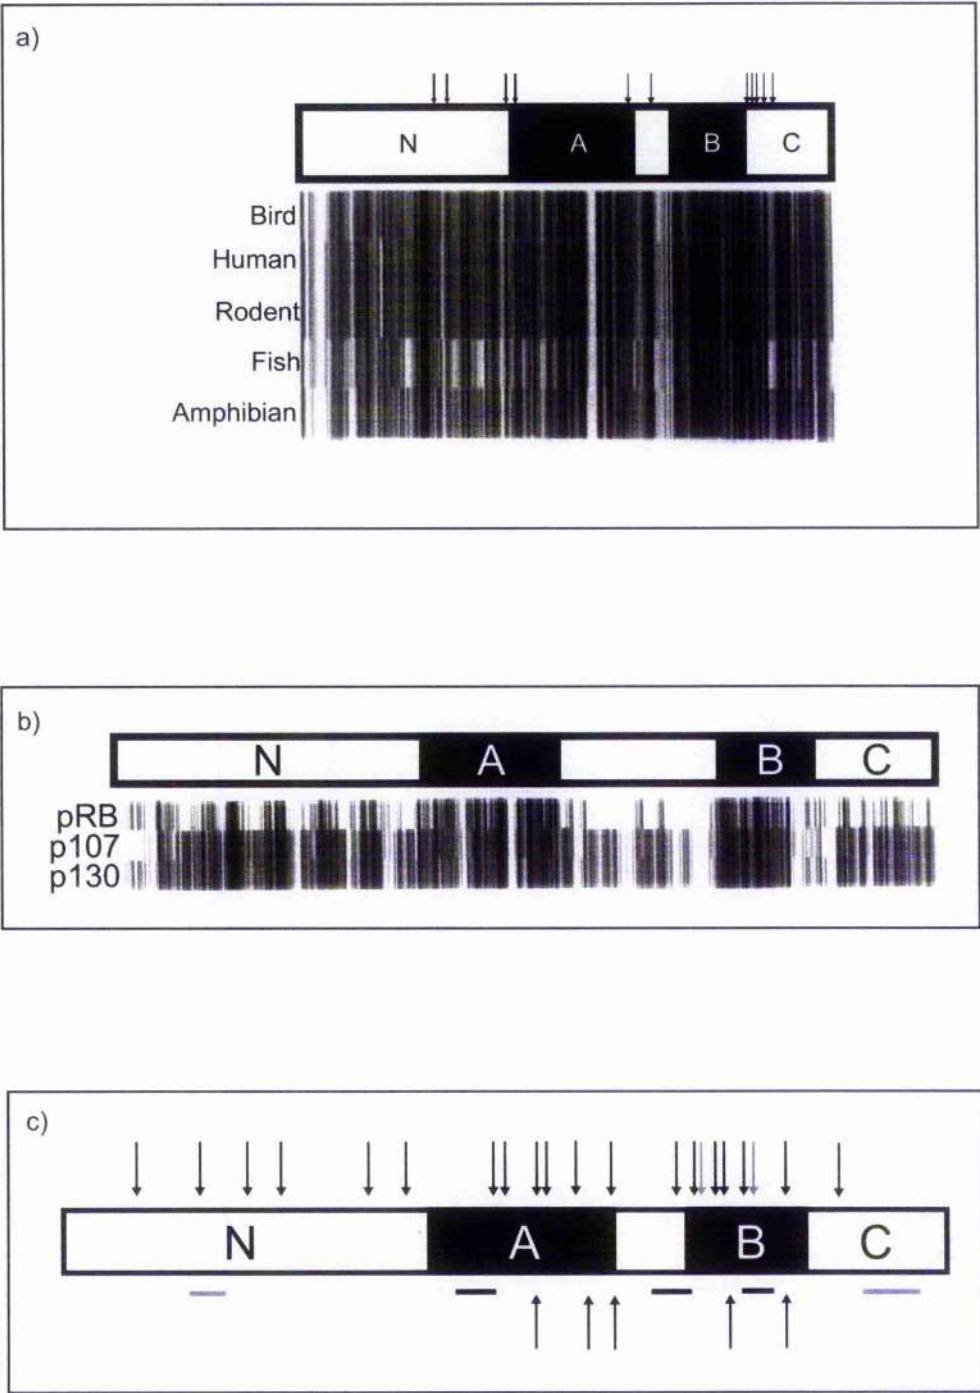 a)
N A B C
Bird
Human
Rodent
Fish
Amphibian
b)
N A B C
pRB
p107
p130
c)
N A B C